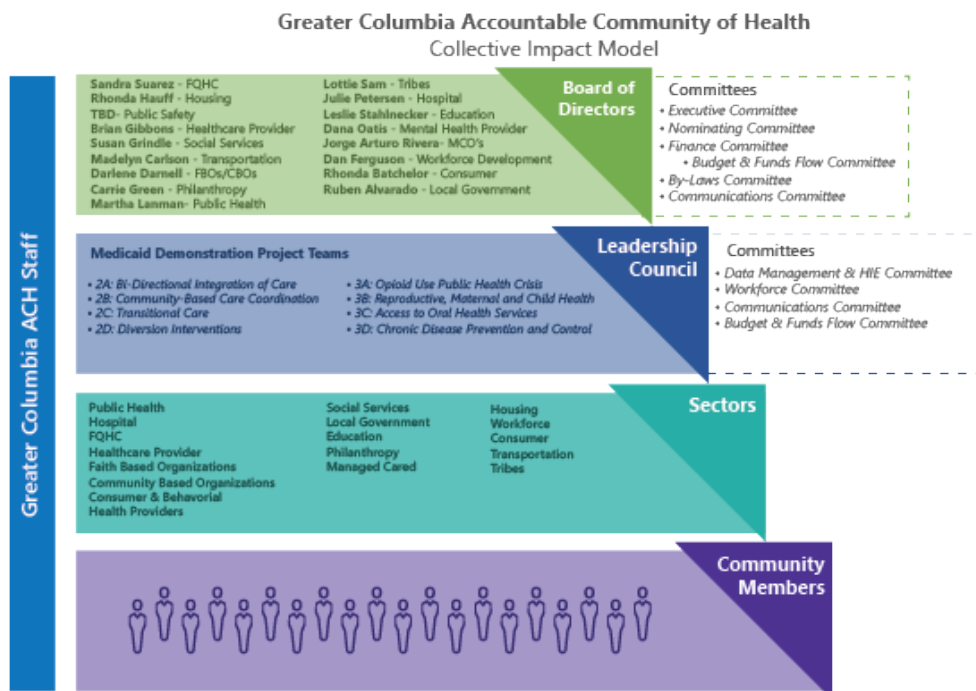 Greater Columbia Accountable Community of Health
Collective Impact Model
Greater Columbia ACH Staff
Board of
Directors
Sandra Suarez - FQHC
Rhonda Hauff - Housing
TBD- Public Safety
Brian Gibbons - Healthcare Provider
Susan Grindle - Social Services
Madelyn Carlson - Transportation
Darlene Darnell - FBOs/CBOs
Carrie Green - Philanthropy
Martha Lanman- Public Health
Lottie Sam - Tribes
Julie Petersen - Hospital
Leslie Stahlnecker - Education
Dana Oatis - Mental Health Provider
Jorge Arturo Rivera- MCO's
Dan Ferguson - Workforce Development
Rhonda Batchelor - Consumer
Ruben Alvarado - Local Government
Committees
• Executive Committee
• Nominating Committee
• Finance Committee
• Budget & Funds Flow Committee
• By-Laws Committee
• Communications Committee
Leadership
Council
Medicaid Demonstration Project Teams
• 2A: Bi-Directional Integration of Care
• 2B: Community-Based Care Coordination
• 2C: Transitional Care
• 2D: Diversion Interventions
• 3A: Opioid Use Public Health Crisis
• 3B: Reproductive, Maternal and Child Health
• 3C: Access to Oral Health Services
• 3D: Chronic Disease Prevention and Control
Committees
• Data Management & HIE Committee
• Workforce Committee
• Communications Committee
• Budget & Funds Flow Committee
Sectors
Public Health
Hospital
FQHC
Healthcare Provider
Faith Based Organizations
Community Based Organizations
Consumer & Behavorial
Health Providers
Social Services
Local Government
Education
Philanthropy
Managed Cared
Housing
Workforce
Consumer
Transportation
Tribes
Community
Members